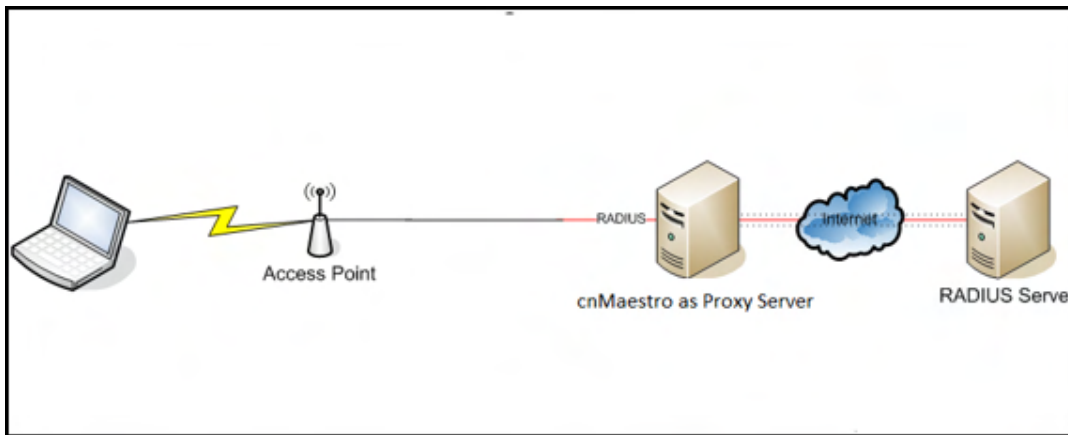 RADIUS
Internet
Access Point
cnMaestro as Proxy Server
RADIUS Serve